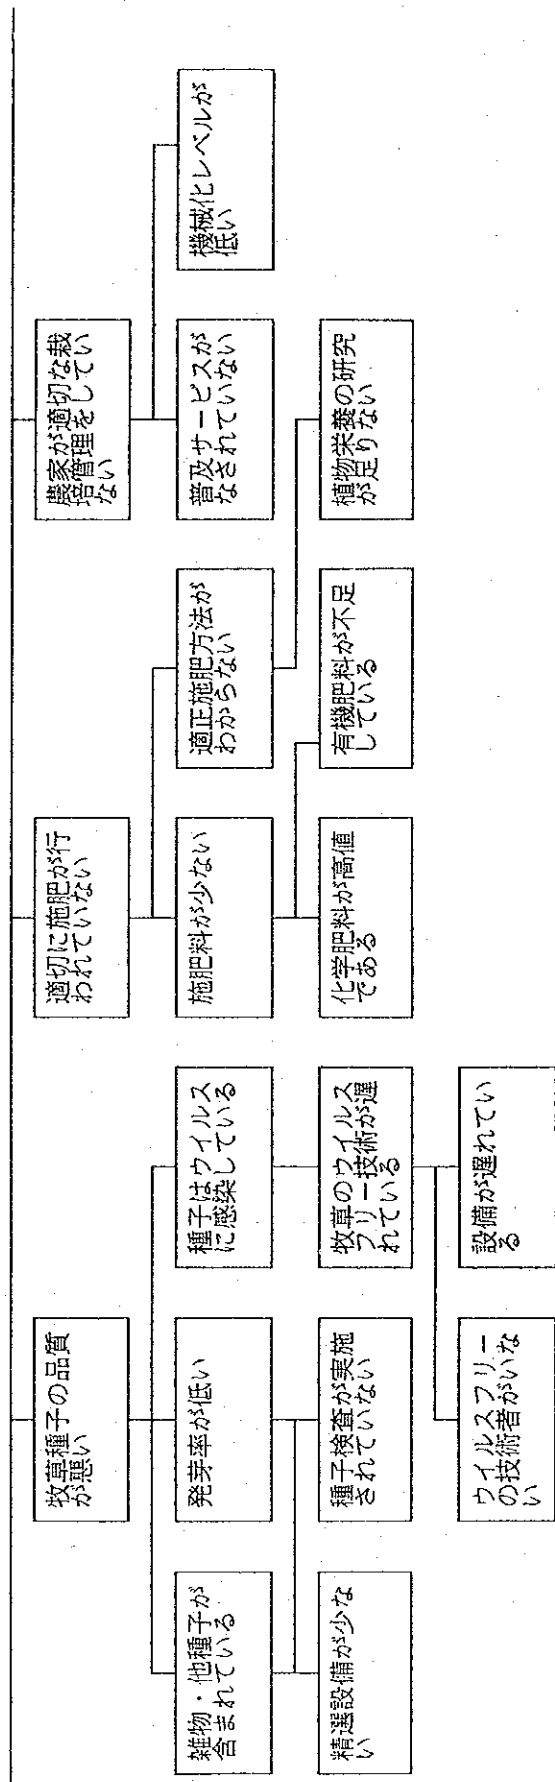 牧草種子の品質
が悪い
適切に施肥が行
われていない
農家が適切な栽
培管理をしてい
ない
雑物・他種子が
含まれている
発芽率が低い
種子はウイルス
に感染している
施肥料が少ない
適正施肥方法が
わからない
普及サービスが
なされていない
機械化レベルが
低い
精選設備が少な
い
種子検査が実施
されていない
牧草のウイルス
フリー技術が遅
れている
化学肥料が高値
である
有機肥料が不足
している
植物栄養の研究
が足りない
ウイルスフリー
の技術者がいな
い
設備が遅れてい
る